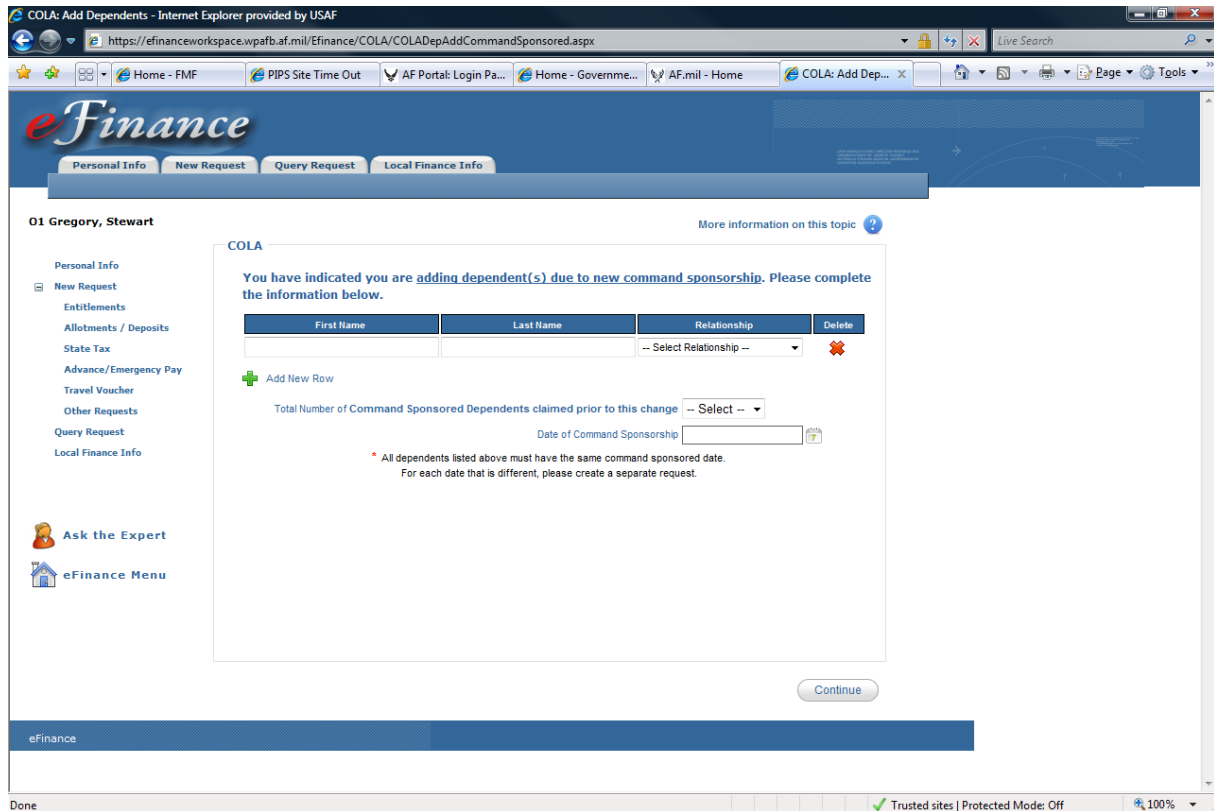 COLA: Add Dependents - Internet Explorer provided by USAF
https://efinanceworkspace.wpafb.af.mil/Efinance/COLA/COLADepAddCommandSponsored.aspx
Live Search
Home - FMF
PIPS Site Time Out
AF Portal: Login Pa...
Home - Governme...
AF.mil - Home
COLA: Add Dep...
Page
Tools
eFinance
Personal Info
New Request
Query Request
Local Finance Info
01 Gregory, Stewart
More information on this topic
?
COLA
Personal Info
New Request
Entitlements
Allotments / Deposits
State Tax
Advance/Emergency Pay
Travel Voucher
Other Requests
Query Request
Local Finance Info
You have indicated you are adding dependent(s) due to new command sponsorship. Please complete
the information below.
First Name
Last Name
Relationship
Delete
-- Select Relationship --
Add New Row
Total Number of Command Sponsored Dependents claimed prior to this change
-- Select --
Date of Command Sponsorship
7
* All dependents listed above must have the same command sponsored date.
For each date that is different, please create a separate request.
Ask the Expert
eFinance Menu
Continue
eFinance
Done
Trusted sites | Protected Mode: Off
100%